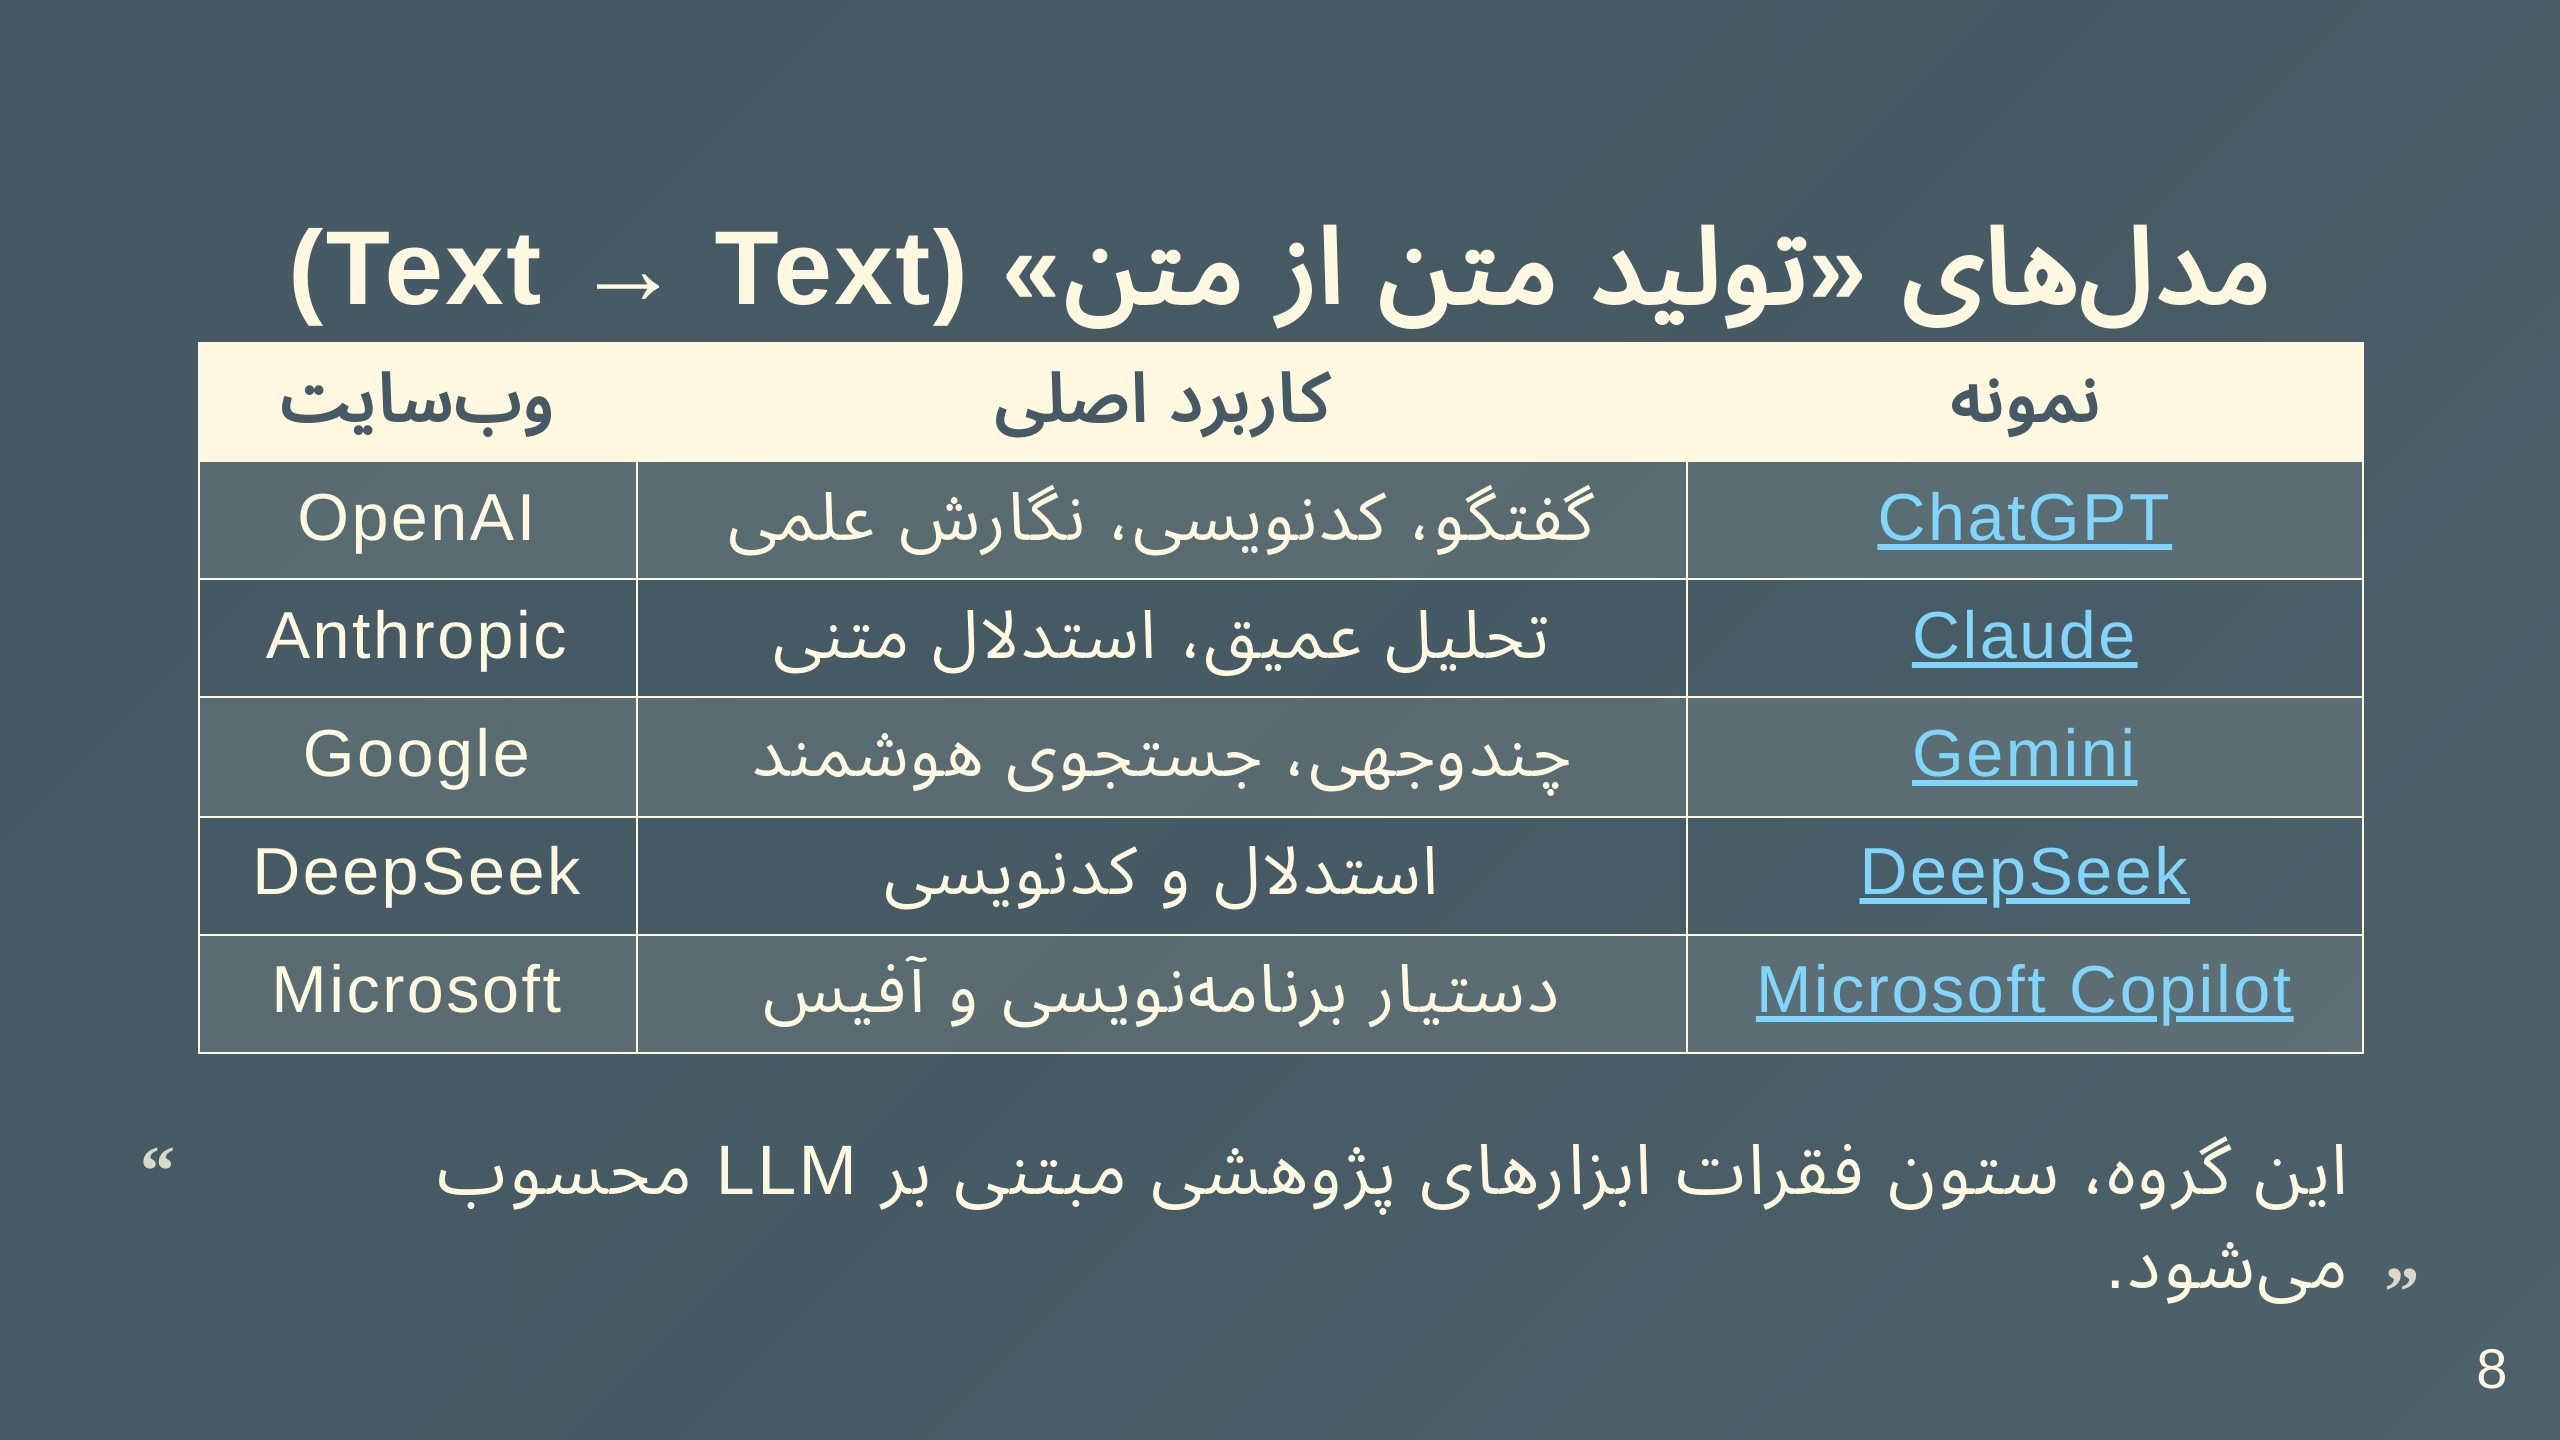 مدل‌های «تولید متن از متن» (Text → Text)
نمونه کاربرد اصلی وب‌سایت
ChatGPT گفتگو، کدنویسی، نگارش علمی OpenAI
Claude تحلیل عمیق، استدلال متنی Anthropic
Gemini چندوجهی، جستجوی هوشمند Google
DeepSeek استدلال و کدنویسی DeepSeek
Microsoft Copilot دستیار برنامه‌نویسی و آفیس Microsoft
“ این گروه، ستون فقرات ابزارهای پژوهشی مبتنی بر LLM محسوب
می‌شود. ”
8